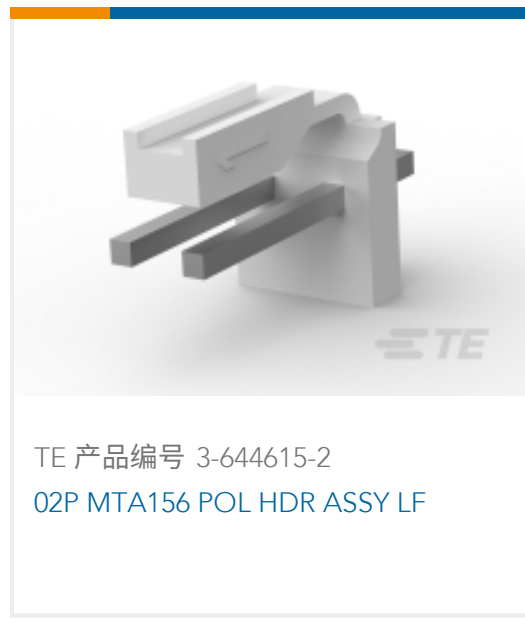 TE
TE 产品编号 3-644615-2
02P MTA156 POL HDR ASSY LF